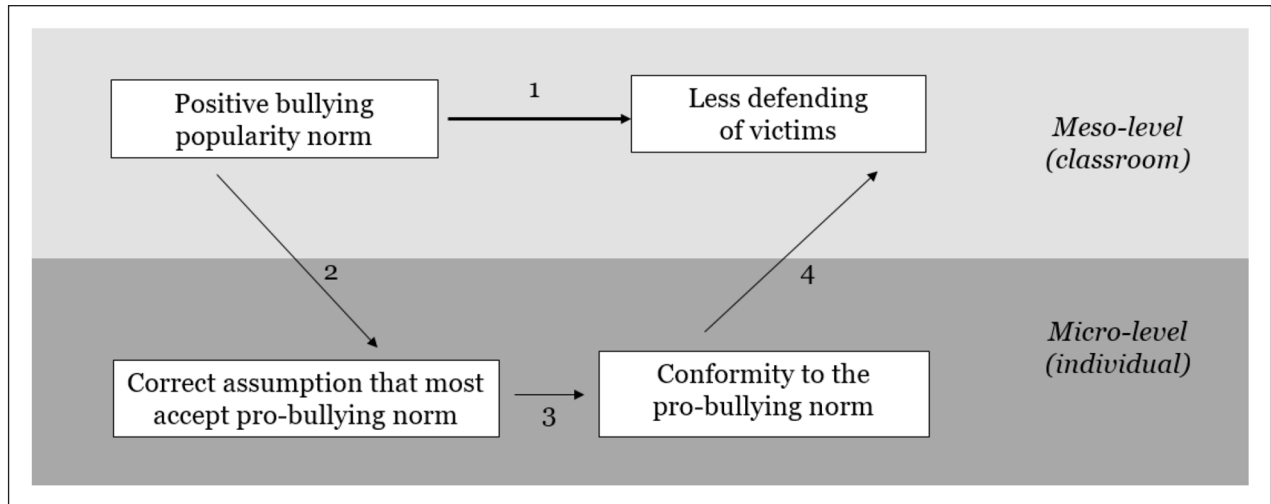 Positive bullying
popularity norm
1
Less defending
of victims
Meso-level
(classroom)
2
4
Correct assumption that most
accept pro-bullying norm
3
Conformity to the
pro-bullying norm
Micro-level
(individual)